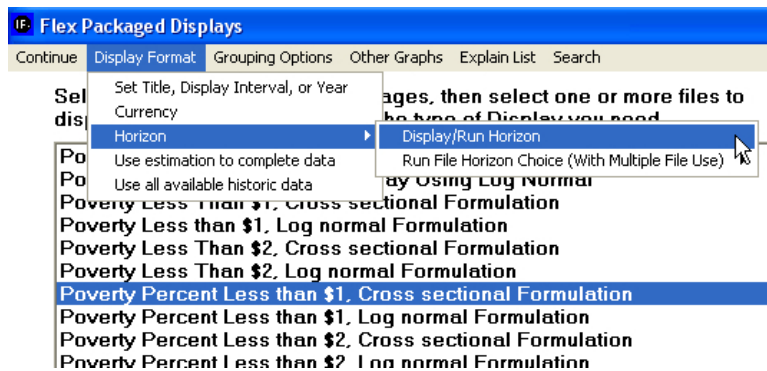 IFs Flex Packaged Displays
Continue Display Format Grouping Options Other Graphs Explain List Search
Sel ages, then select one or more files to
Set Title, Display Interval, or Year
disp he type of Display you need
Currency
Horizon Display/Run Horizon
Use estimation to complete data Run File Horizon Choice (With Multiple File Use)
Use all available historic data ay Using Log Normal
Po
Po
Poverty Less Than $1, Cross sectional Formulation
Poverty Less than $1, Log normal Formulation
Poverty Less Than $2, Cross sectional Formulation
Poverty Less Than $2, Log normal Formulation
Poverty Percent Less than $1, Cross sectional Formulation
Poverty Percent Less than $1, Log normal Formulation
Poverty Percent Less than $2, Cross sectional Formulation
Poverty Percent Less than $2, Log normal Formulation